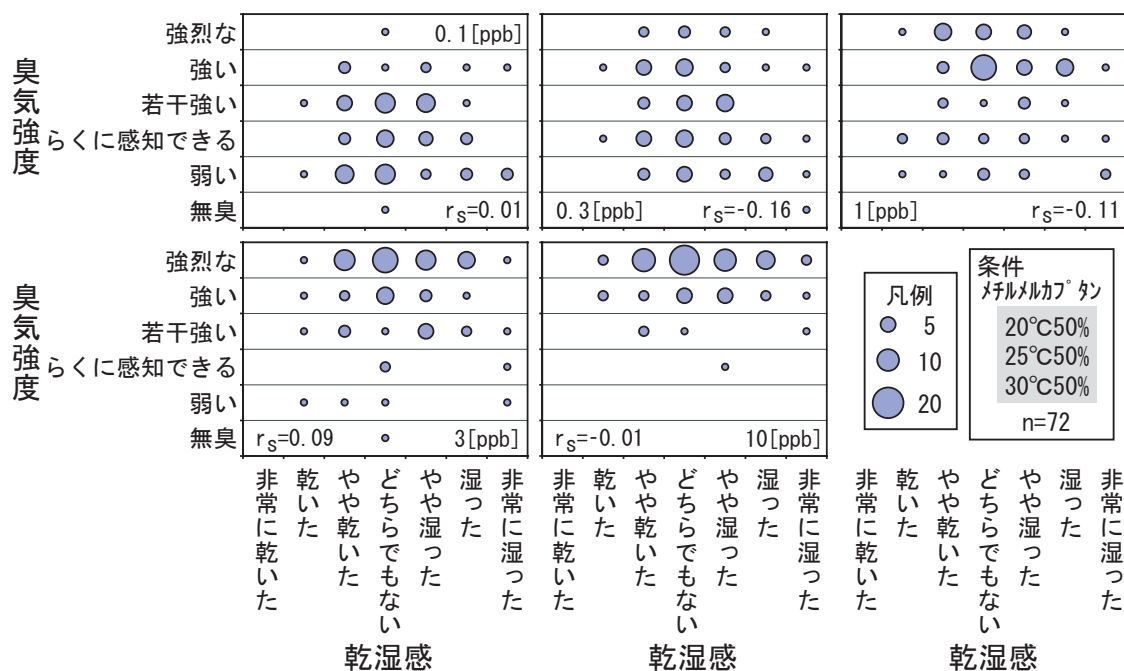 臭気強度
強烈な
強い
若干強い
らくに感知できる
弱い
無臭
0.1[ppb]
rS=0.01
0.3[ppb]
rS=-0.16
1[ppb]
rS=-0.11
臭気強度
強烈な
強い
若干強い
らくに感知できる
弱い
無臭
rS=0.09
3[ppb]
rS=-0.01
10[ppb]
凡例
5
10
20
条件
メチルメルカプタン
20℃50%
25℃50%
30℃50%
n=72
非常に乾いた
乾いた
やや乾いた
どちらでもない
やや湿った
湿った
非常に湿った
非常に乾いた
乾いた
やや乾いた
どちらでもない
やや湿った
湿った
非常に湿った
非常に乾いた
乾いた
やや乾いた
どちらでもない
やや湿った
湿った
非常に湿った
乾湿感
乾湿感
乾湿感